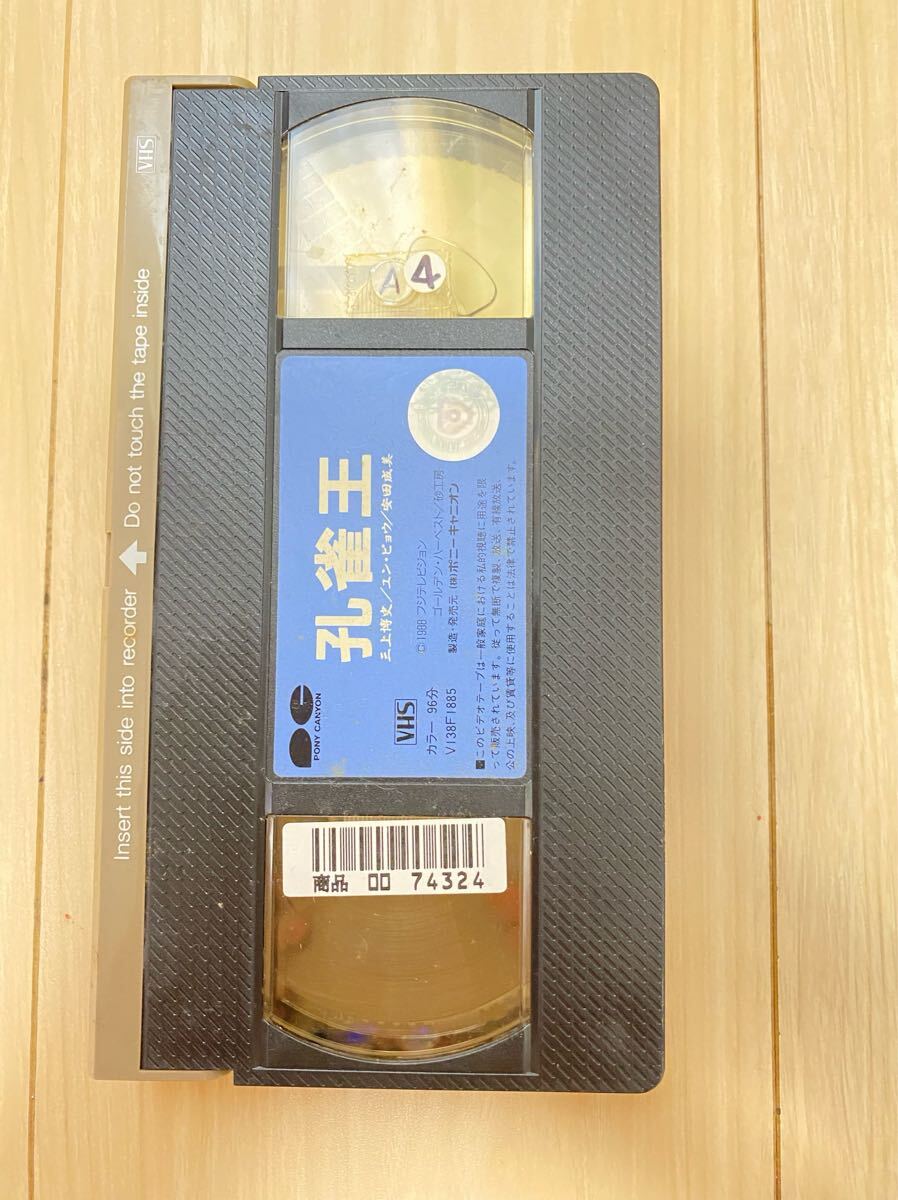 VHS
Insert this side into recorder
Do not touch the tape inside
A
4
孔雀王
三上博史/ユン・ピョウ/安田成美
PONY CANYON
© 1988 フジテレビジョン
ゴールデン・ハーベスト/砂工房
製造・発売元 (株)ポニーキャニオン
VHS
カラー 96分
V138F1885
このビデオテープは一般家庭における私的視聴に用途を限
って販売されています。従って無断で複製、放送、有線放送、
公の上映、及び賃貸等に使用することは法律で禁止されています。
商品 口口 74324